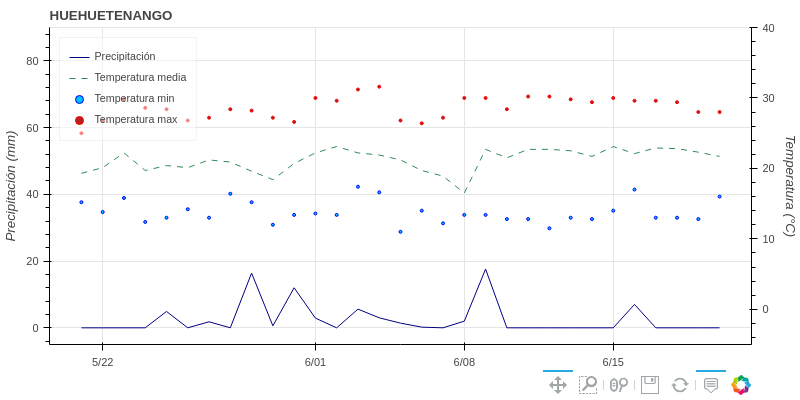 HUEHUETENANGO
Precipitación
Temperatura media
Temperatura min
Temperatura max
Precipitación (mm)
80
60
40
20
0
Temperatura (°C)
40
30
20
10
0
5/22
6/01
6/08
6/15